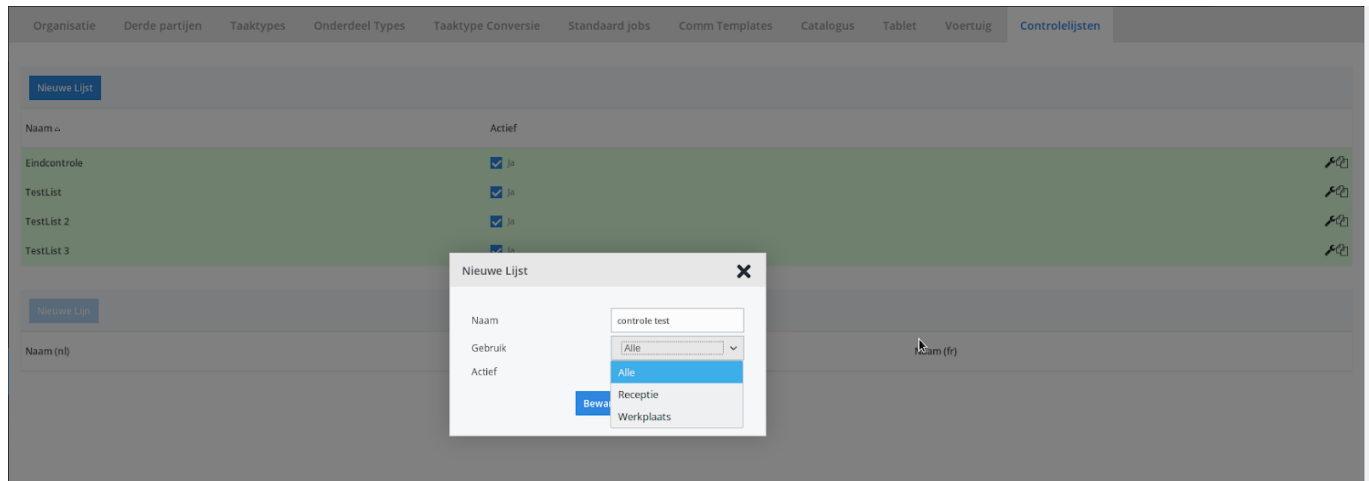 Organisatie Derde partijen Taaktypes Onderdeel Types Taaktype Conversie Standaard jobs Comm Templates Catalogus Tablet Voertuig Controlelijsten
Nieuwe Lijst
Naam Actief
Eindcontrole Ja
TestList Ja
TestList 2 Ja
TestList 3 Ja
Nieuwe Lijst
Naam controle test
Gebruik Alle
Actief Alle
Receptie
Werkplaats
Nieuwe Lijn
Naam (nl) (fr)